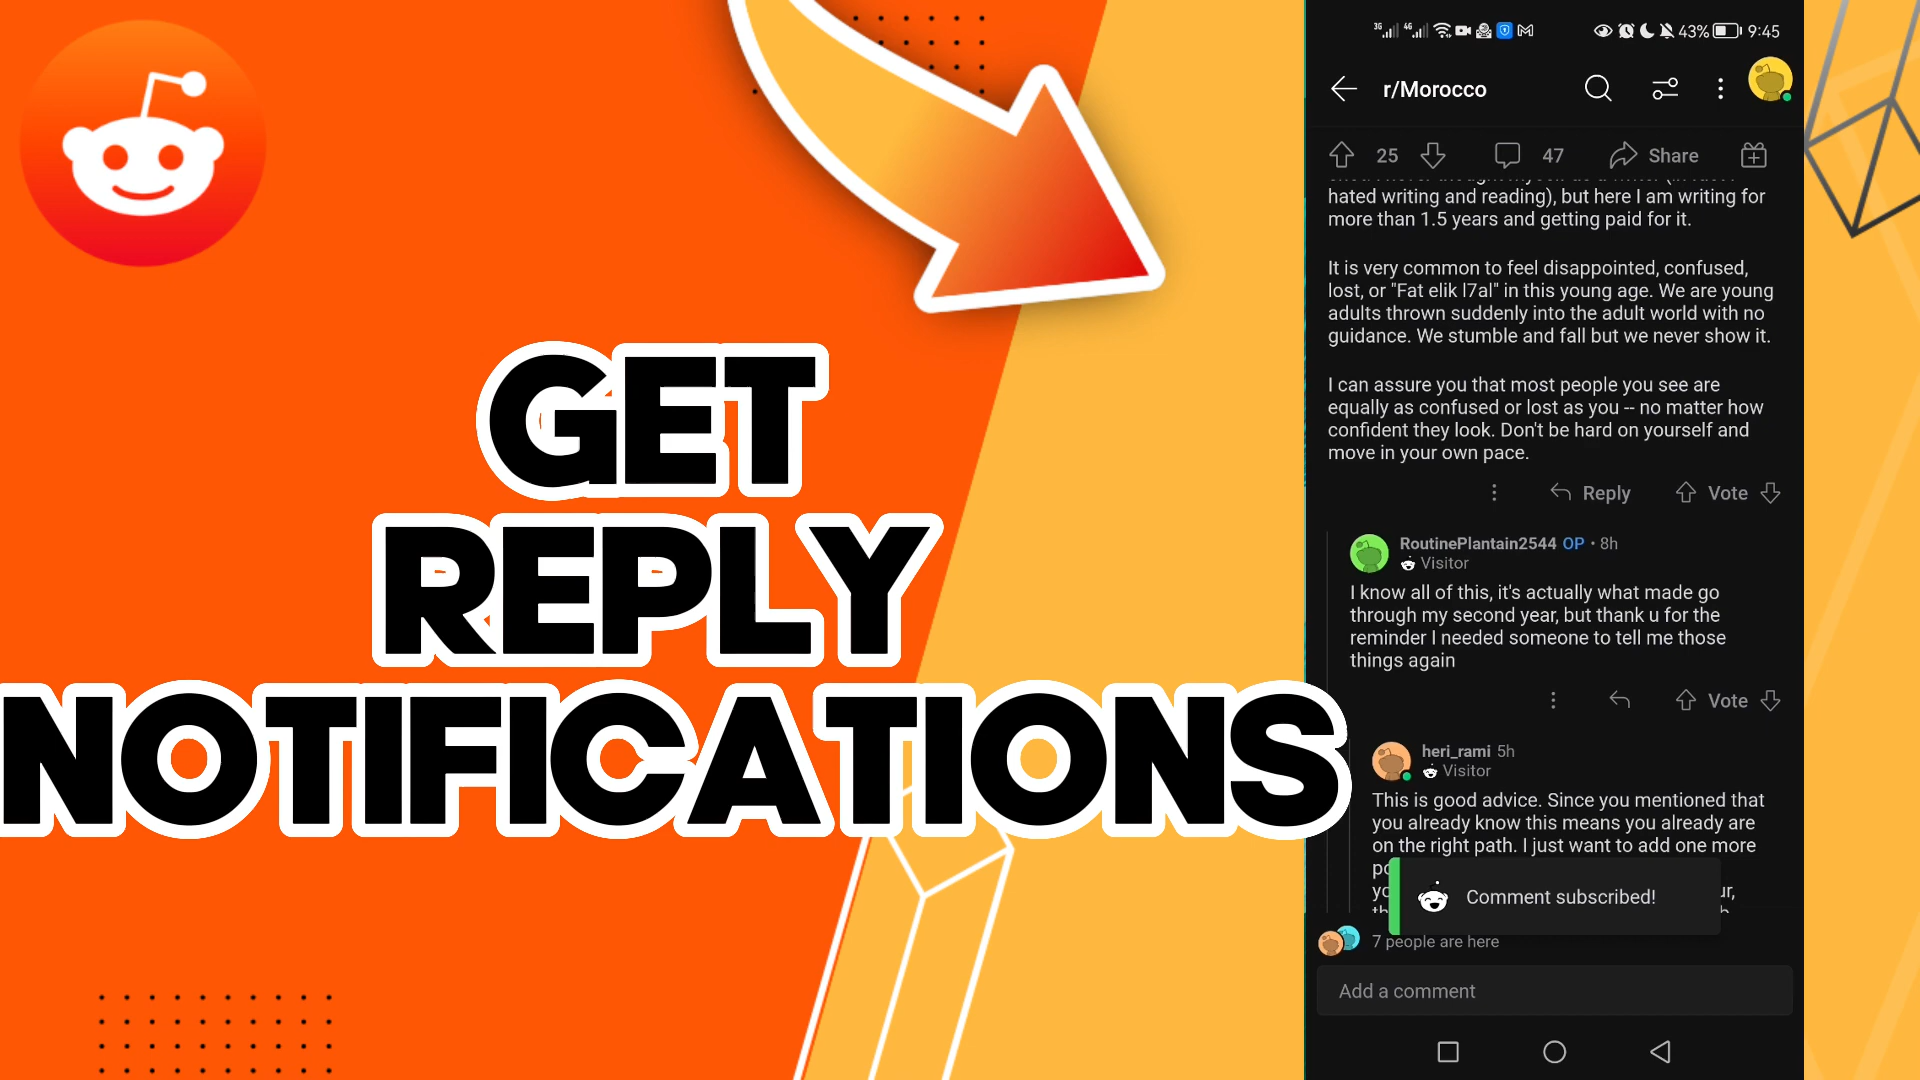 GET
REPLY
NOTIFICATIONS
3G 4G 43% 9:45
r/Morocco
25 47 Share
hated writing and reading), but here I am writing for
more than 1.5 years and getting paid for it.
It is very common to feel disappointed, confused,
lost, or "Fat elik l7al" in this young age. We are young
adults thrown suddenly into the adult world with no
guidance. We stumble and fall but we never show it.
I can assure you that most people you see are
equally as confused or lost as you -- no matter how
confident they look. Don't be hard on yourself and
move in your own pace.
Reply Vote
RoutinePlantain2544 OP • 8h
Visitor
I know all of this, it's actually what made go
through my second year, but thank u for the
reminder I needed someone to tell me those
things again
Vote
heri_rami 5h
Visitor
This is good advice. Since you mentioned that
you already know this means you already are
on the right path. I just want to add one more
Comment subscribed!
7 people are here
Add a comment